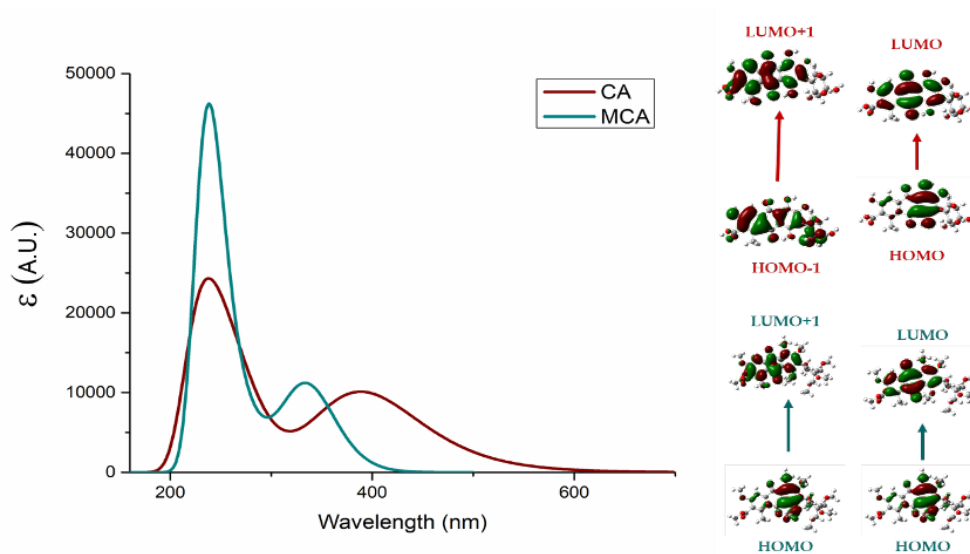 50000
40000
30000
20000
10000
0
ε (A.U.)
200
400
600
Wavelength (nm)
CA
MCA
LUMO+1
LUMO
HOMO-1
HOMO
LUMO+1
LUMO
HOMO
HOMO